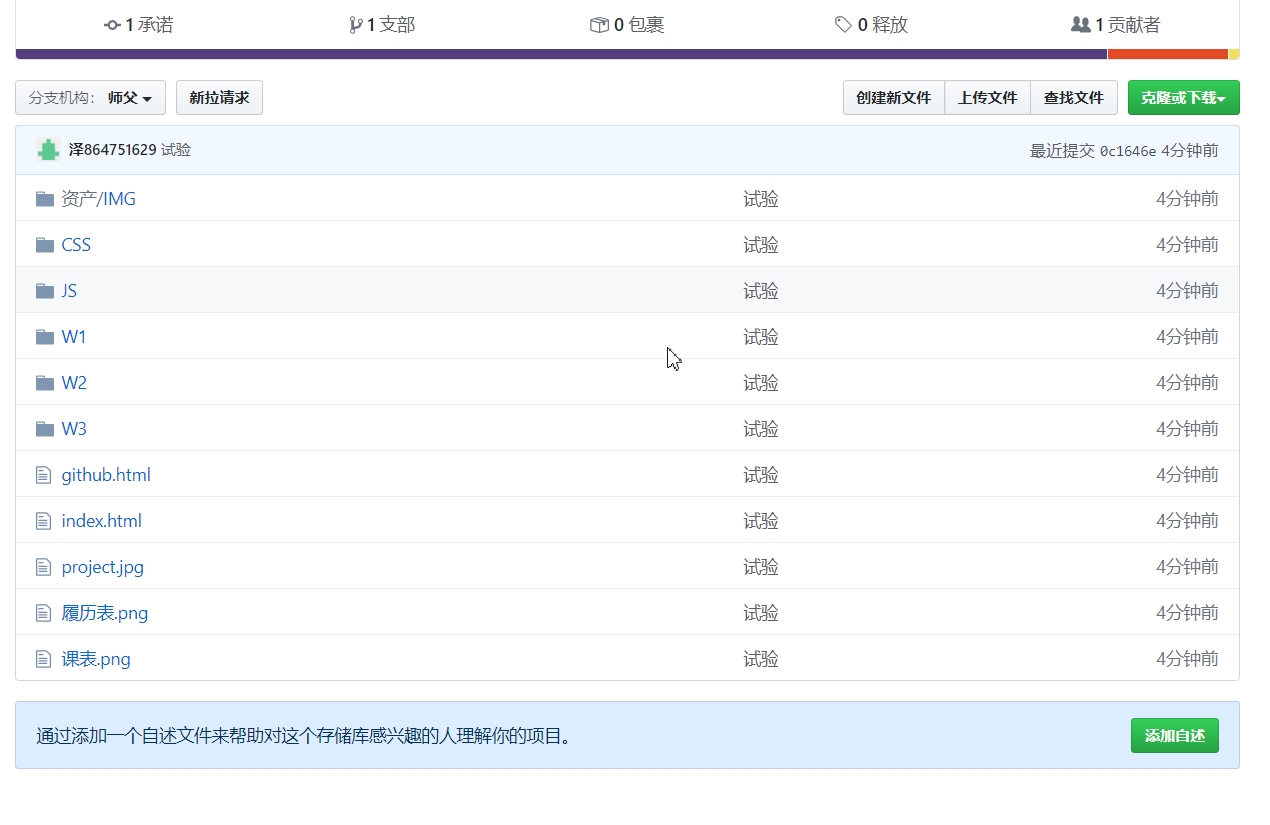 1 承诺 1 支部 0 包裹 0 释放 1 贡献者
分支机构： 师父 新拉请求 创建新文件 上传文件 查找文件 克隆或下载
泽864751629 试验 最近提交 0c1646e 4分钟前
资产/IMG 试验 4分钟前
CSS 试验 4分钟前
JS 试验 4分钟前
W1 试验 4分钟前
W2 试验 4分钟前
W3 试验 4分钟前
github.html 试验 4分钟前
index.html 试验 4分钟前
project.jpg 试验 4分钟前
履历表.png 试验 4分钟前
课表.png 试验 4分钟前
通过添加一个自述文件来帮助对这个存储库感兴趣的人理解你的项目。 添加自述